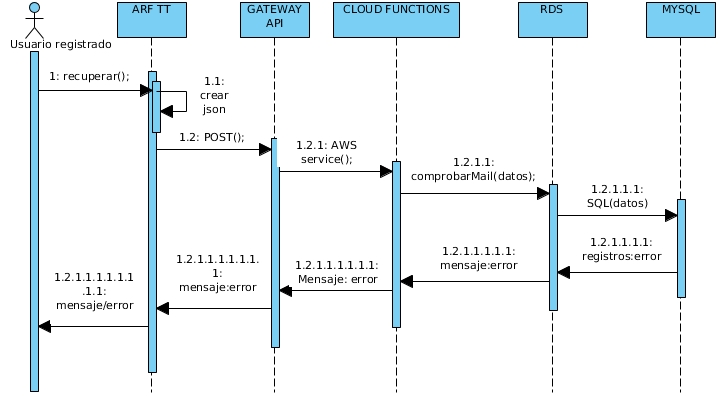 ARF TT
GATEWAY
API
CLOUD FUNCTIONS
RDS
MYSQL
Usuario registrado
1: recuperar();
1.1:
crear
json
1.2: POST();
1.2.1: AWS
service();
1.2.1.1:
comprobarMail(datos);
1.2.1.1.1:
SQL(datos)
1.2.1.1.1.1:
registros:error
1.2.1.1.1.1.1:
mensaje:error
1.2.1.1.1.1.1.1:
Mensaje: error
1.2.1.1.1.1.1.1.
1:
mensaje:error
1.2.1.1.1.1.1.1
.1.1:
mensaje/error